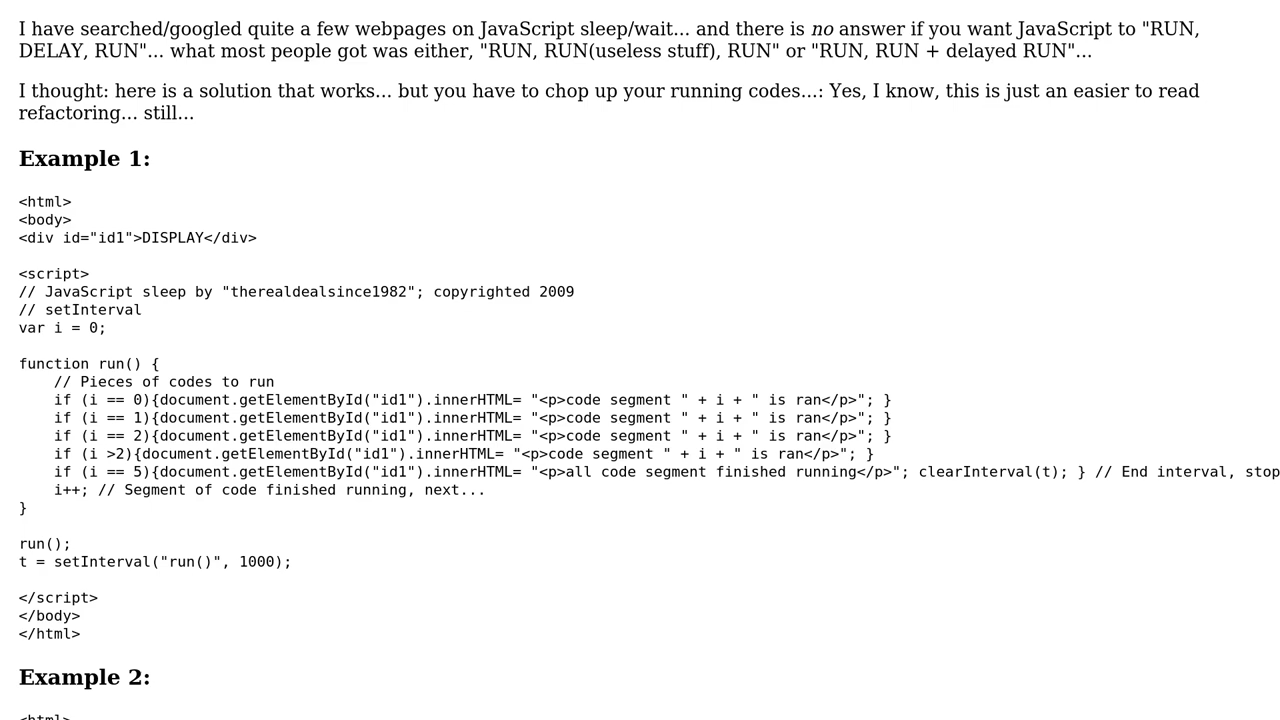 I have searched/googled quite a few webpages on JavaScript sleep/wait... and there is no answer if you want JavaScript to "RUN,
DELAY, RUN"... what most people got was either, "RUN, RUN(useless stuff), RUN" or "RUN, RUN + delayed RUN"...
I thought: here is a solution that works... but you have to chop up your running codes...: Yes, I know, this is just an easier to read
refactoring... still...
Example 1:
<html>
<body>
<div id="id1">DISPLAY</div>
<script>
// JavaScript sleep by "therealdealsince1982"; copyrighted 2009
// setInterval
var i = 0;
function run() {
    // Pieces of codes to run
    if (i == 0){document.getElementById("id1").innerHTML= "<p>code segment " + i + " is ran</p>"; }
    if (i == 1){document.getElementById("id1").innerHTML= "<p>code segment " + i + " is ran</p>"; }
    if (i == 2){document.getElementById("id1").innerHTML= "<p>code segment " + i + " is ran</p>"; }
    if (i >2){document.getElementById("id1").innerHTML= "<p>code segment " + i + " is ran</p>"; }
    if (i == 5){document.getElementById("id1").innerHTML= "<p>all code segment finished running</p>"; clearInterval(t); } // End interval, stop
    i++; // Segment of code finished running, next...
}
run();
t = setInterval("run()", 1000);
</script>
</body>
</html>
Example 2:
<html>